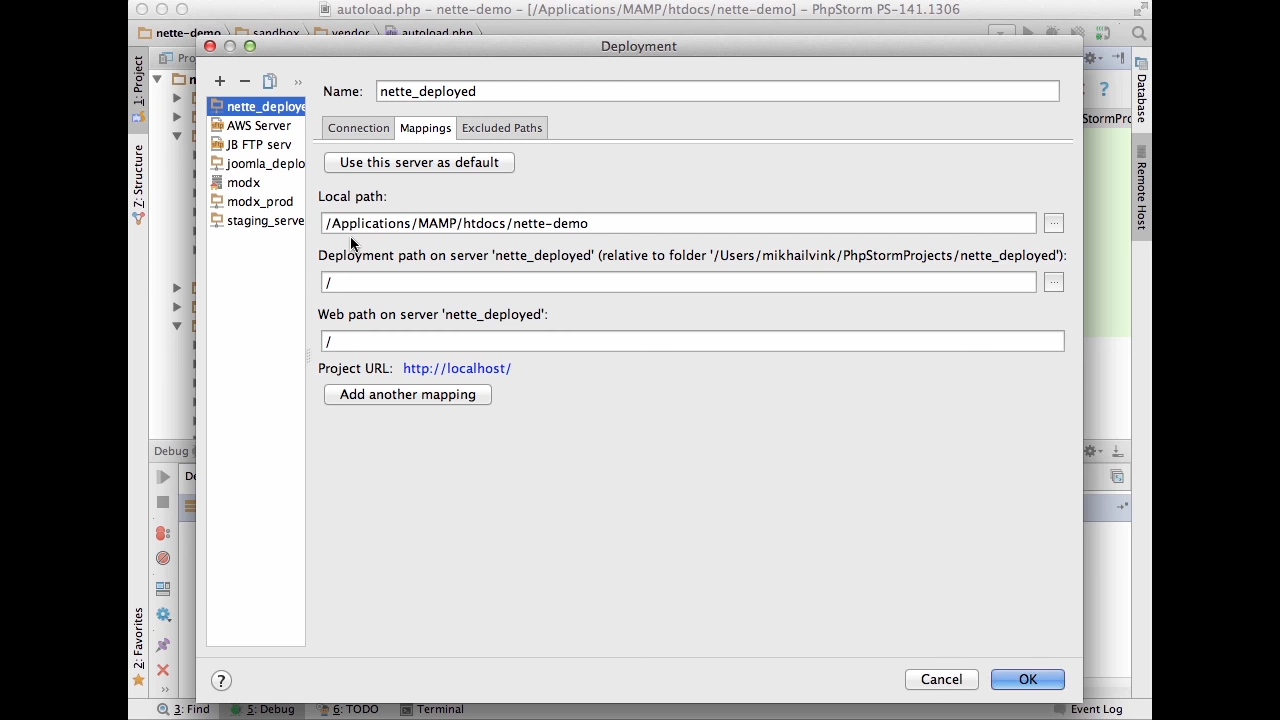 autoload.php – nette-demo – [/Applications/MAMP/htdocs/nette-demo] – PhpStorm PS-141.1306
nette-demo sandbox vendor autoload.php
Deployment
1: Project
Z: Structure
2: Favorites
Database
Remote Host
nette_deploye
AWS Server
JB FTP serv
joomla_deplo
modx
modx_prod
staging_serve
Name: nette_deployed
Connection Mappings Excluded Paths
Use this server as default
Local path:
/Applications/MAMP/htdocs/nette-demo
Deployment path on server 'nette_deployed' (relative to folder '/Users/mikhailvink/PhpStormProjects/nette_deployed'):
/
Web path on server 'nette_deployed':
/
Project URL: http://localhost/
Add another mapping
Debug
Cancel OK
3: Find 5: Debug 6: TODO Terminal Event Log